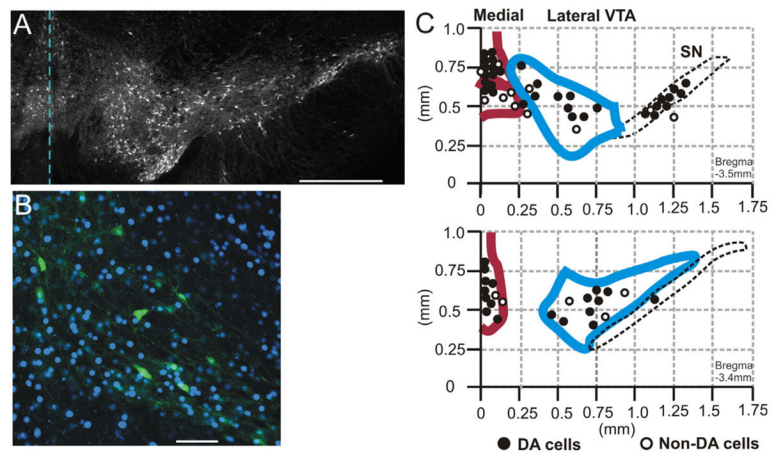 A
B
C
Medial Lateral VTA
SN
1.0
0.75
0.5
0.25
0
(mm)
Bregma
-3.5mm
0 0.25 0.5 0.75 1.0 1.25 1.5 1.75
1.0
0.75
0.5
0.25
0
(mm)
Bregma
-3.4mm
0 0.25 0.5 0.75 1.0 1.25 1.5 1.75
(mm)
DA cells Non-DA cells